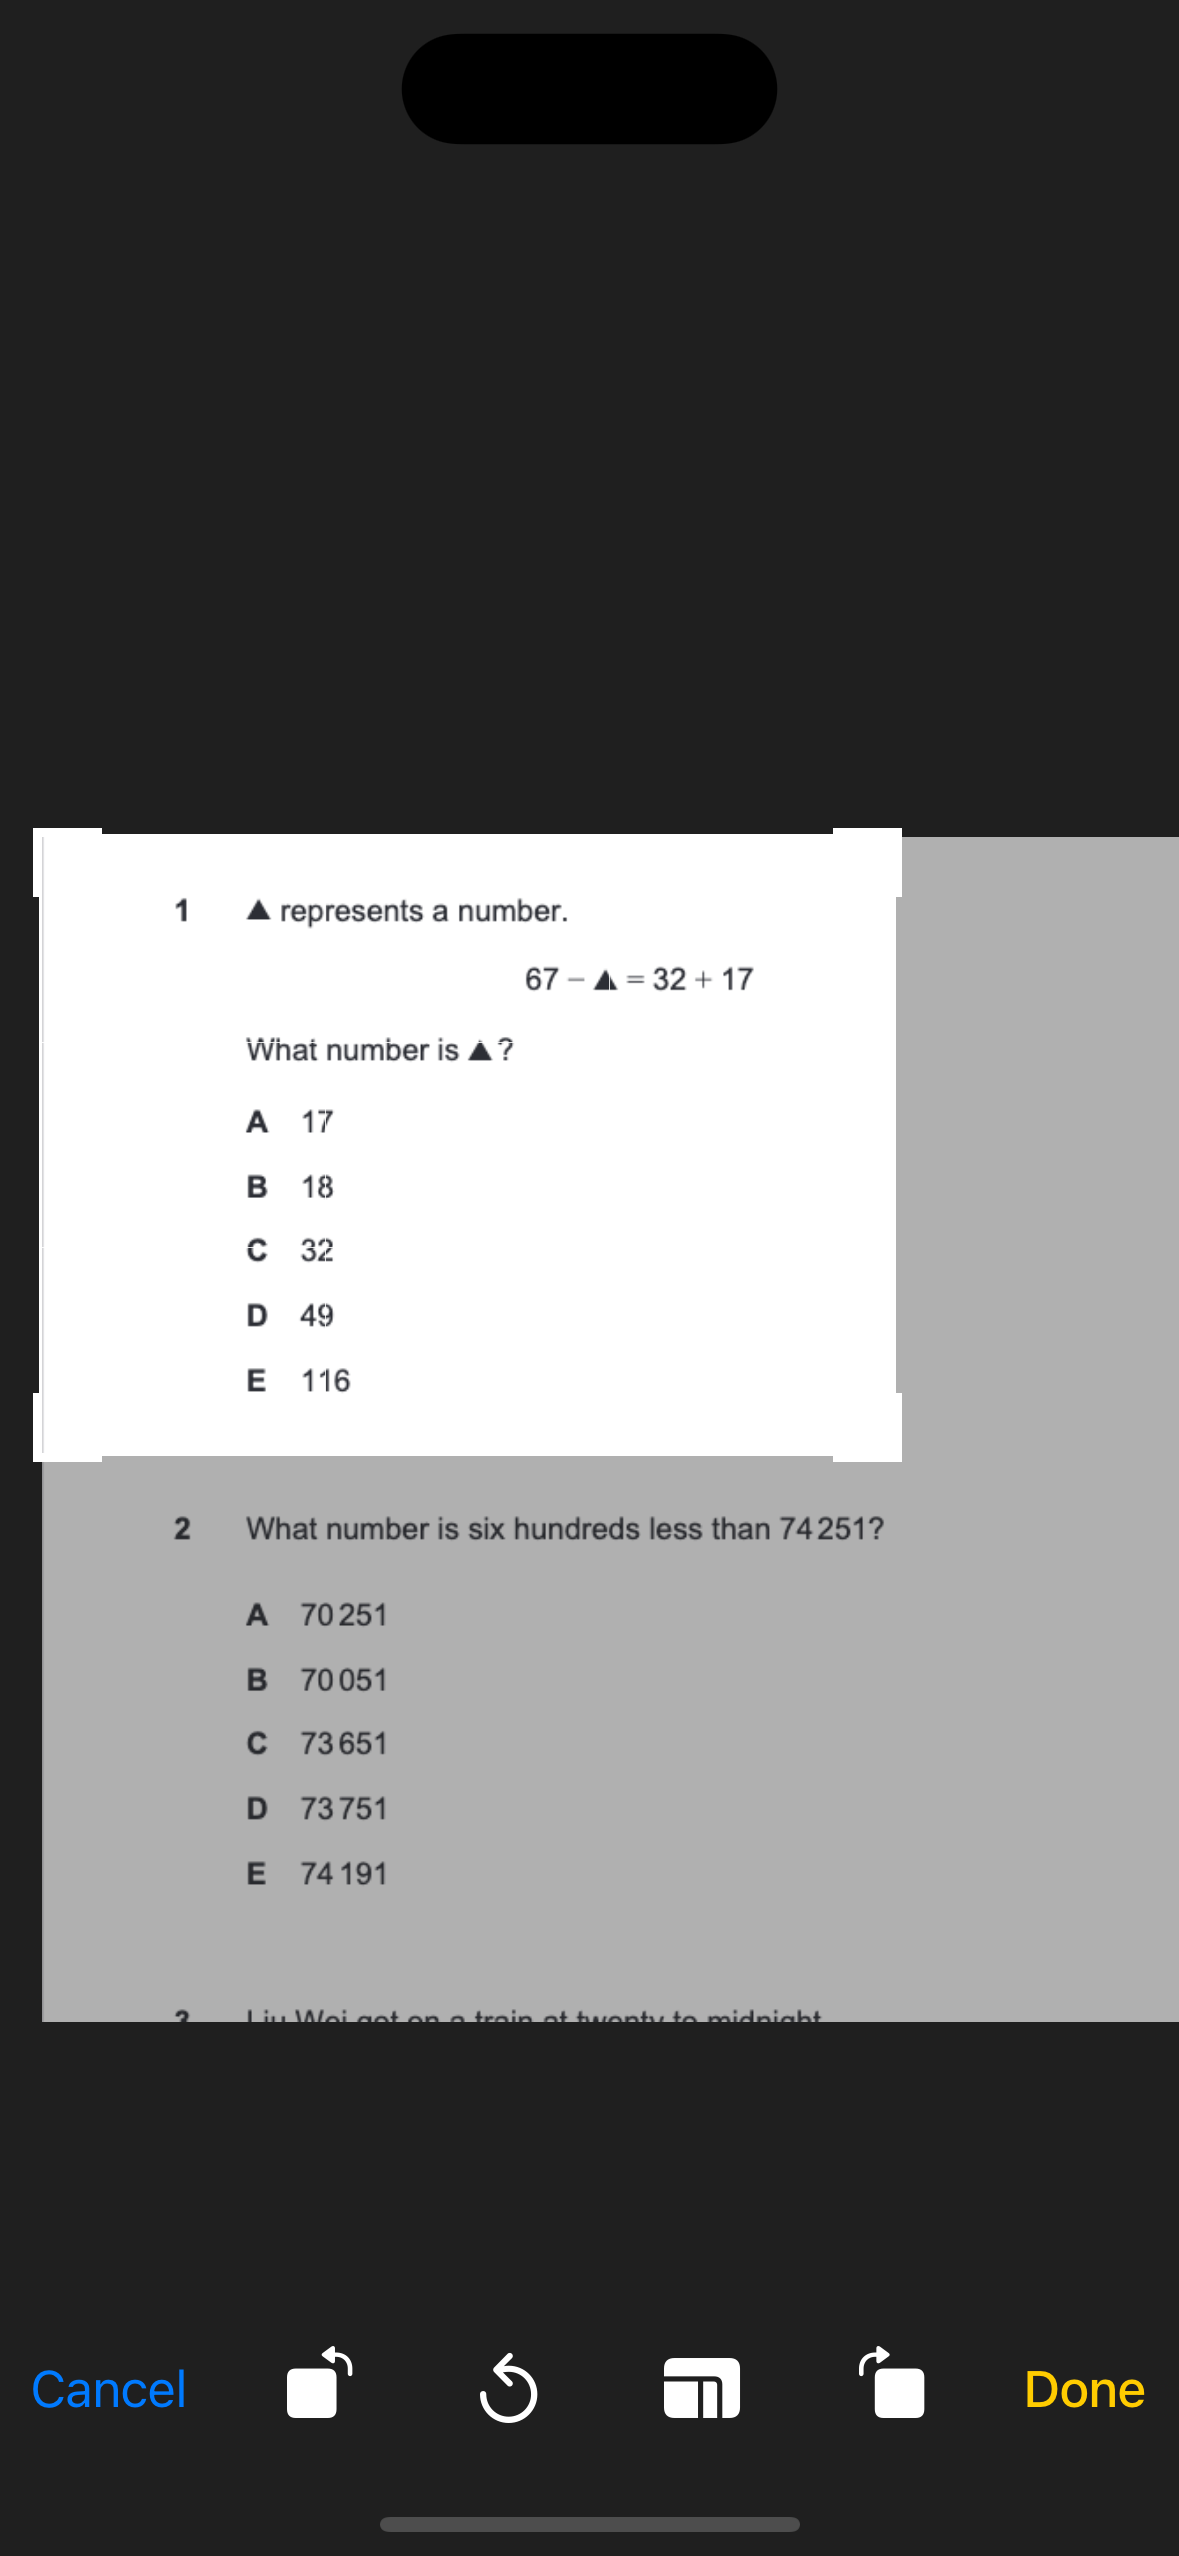 1 ▲ represents a number.
67 – ▲ = 32 + 17
What number is ▲ ?
A 17
B 18
C 32
D 49
E 116
2 What number is six hundreds less than 74 251?
A 70 251
B 70 051
C 73 651
D 73 751
E 74 191
Liu Wei got on a train at twenty to midnight
Cancel
Done